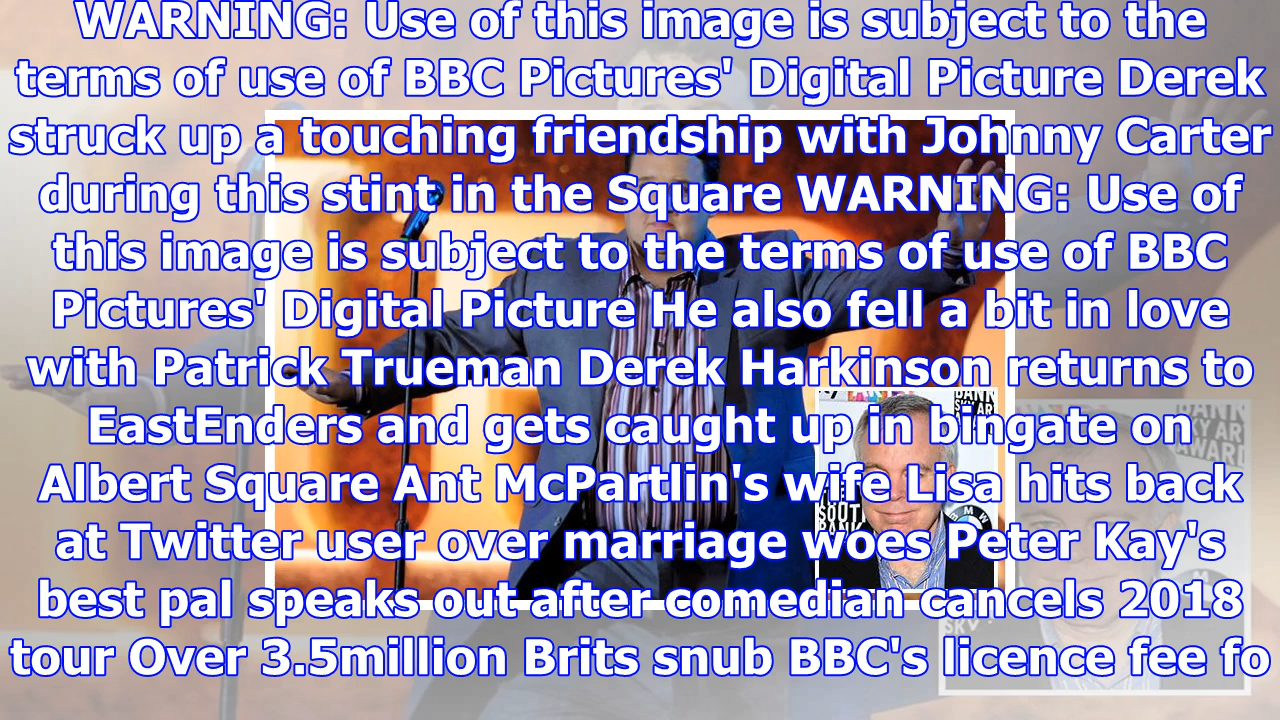 WARNING: Use of this image is subject to the
terms of use of BBC Pictures' Digital Picture Derek
struck up a touching friendship with Johnny Carter
during this stint in the Square WARNING: Use of
this image is subject to the terms of use of BBC
Pictures' Digital Picture He also fell a bit in love
with Patrick Trueman Derek Harkinson returns to
EastEnders and gets caught up in bingate on
Albert Square Ant McPartlin's wife Lisa hits back
at Twitter user over marriage woes Peter Kay's
best pal speaks out after comedian cancels 2018
tour Over 3.5million Brits snub BBC's licence fee fo
SOUT
BMW
SKY AR
AWARD